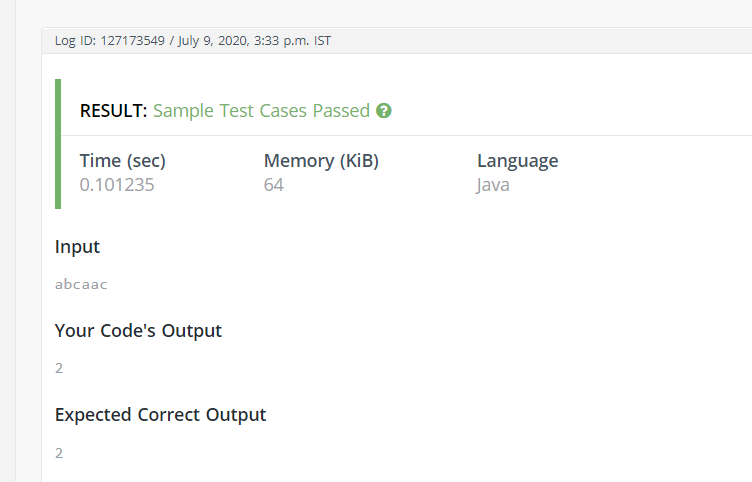 Log ID: 127173549 / July 9, 2020, 3:33 p.m. IST
RESULT: Sample Test Cases Passed ?
Time (sec) Memory (KiB) Language
0.101235 64 Java
Input
abcaac
Your Code's Output
2
Expected Correct Output
2